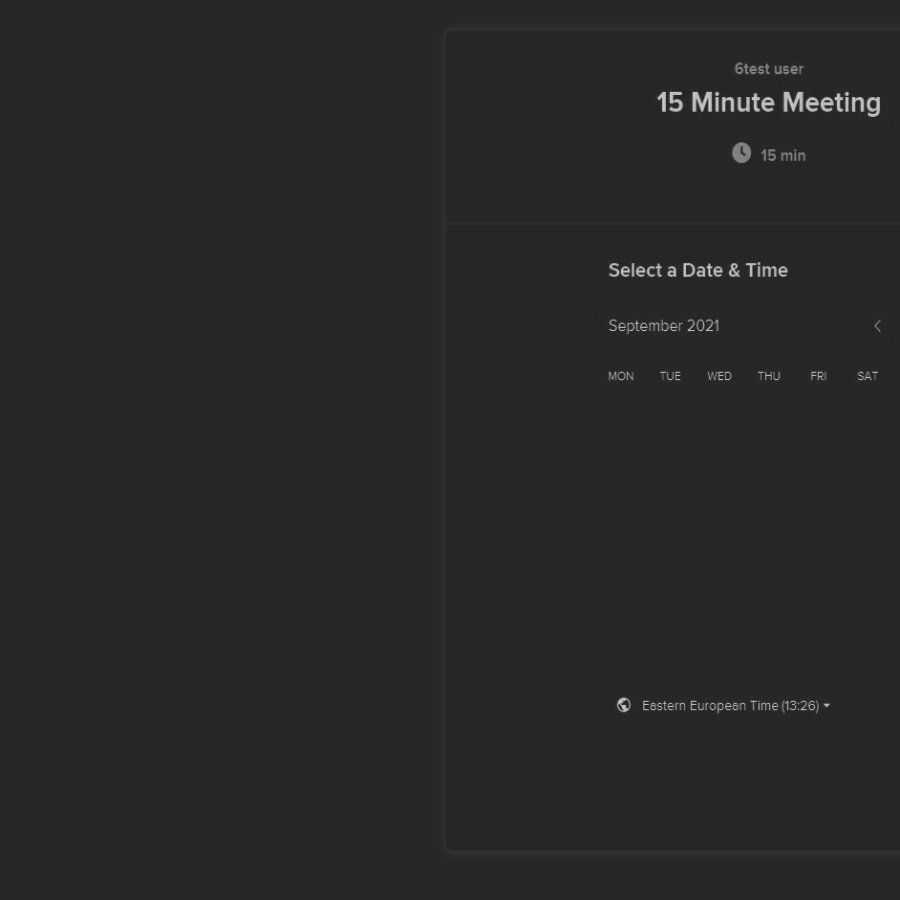 6test user
15 Minute Meeting
15 min
Select a Date & Time
September 2021
MON TUE WED THU FRI SAT
Eastern European Time (13:26)